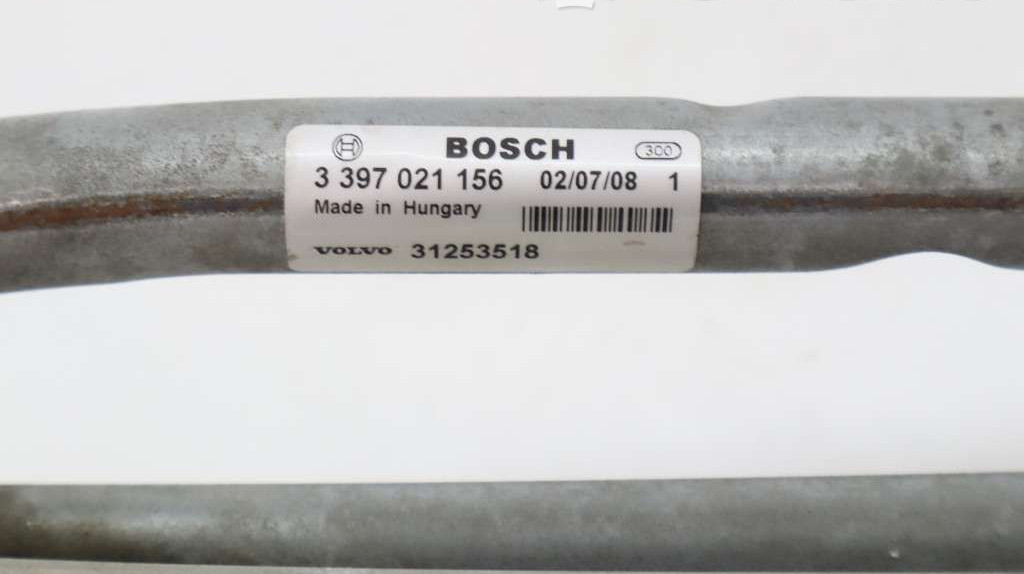 BOSCH 300
3 397 021 156 02/07/08 1
Made in Hungary
VOLVO 31253518